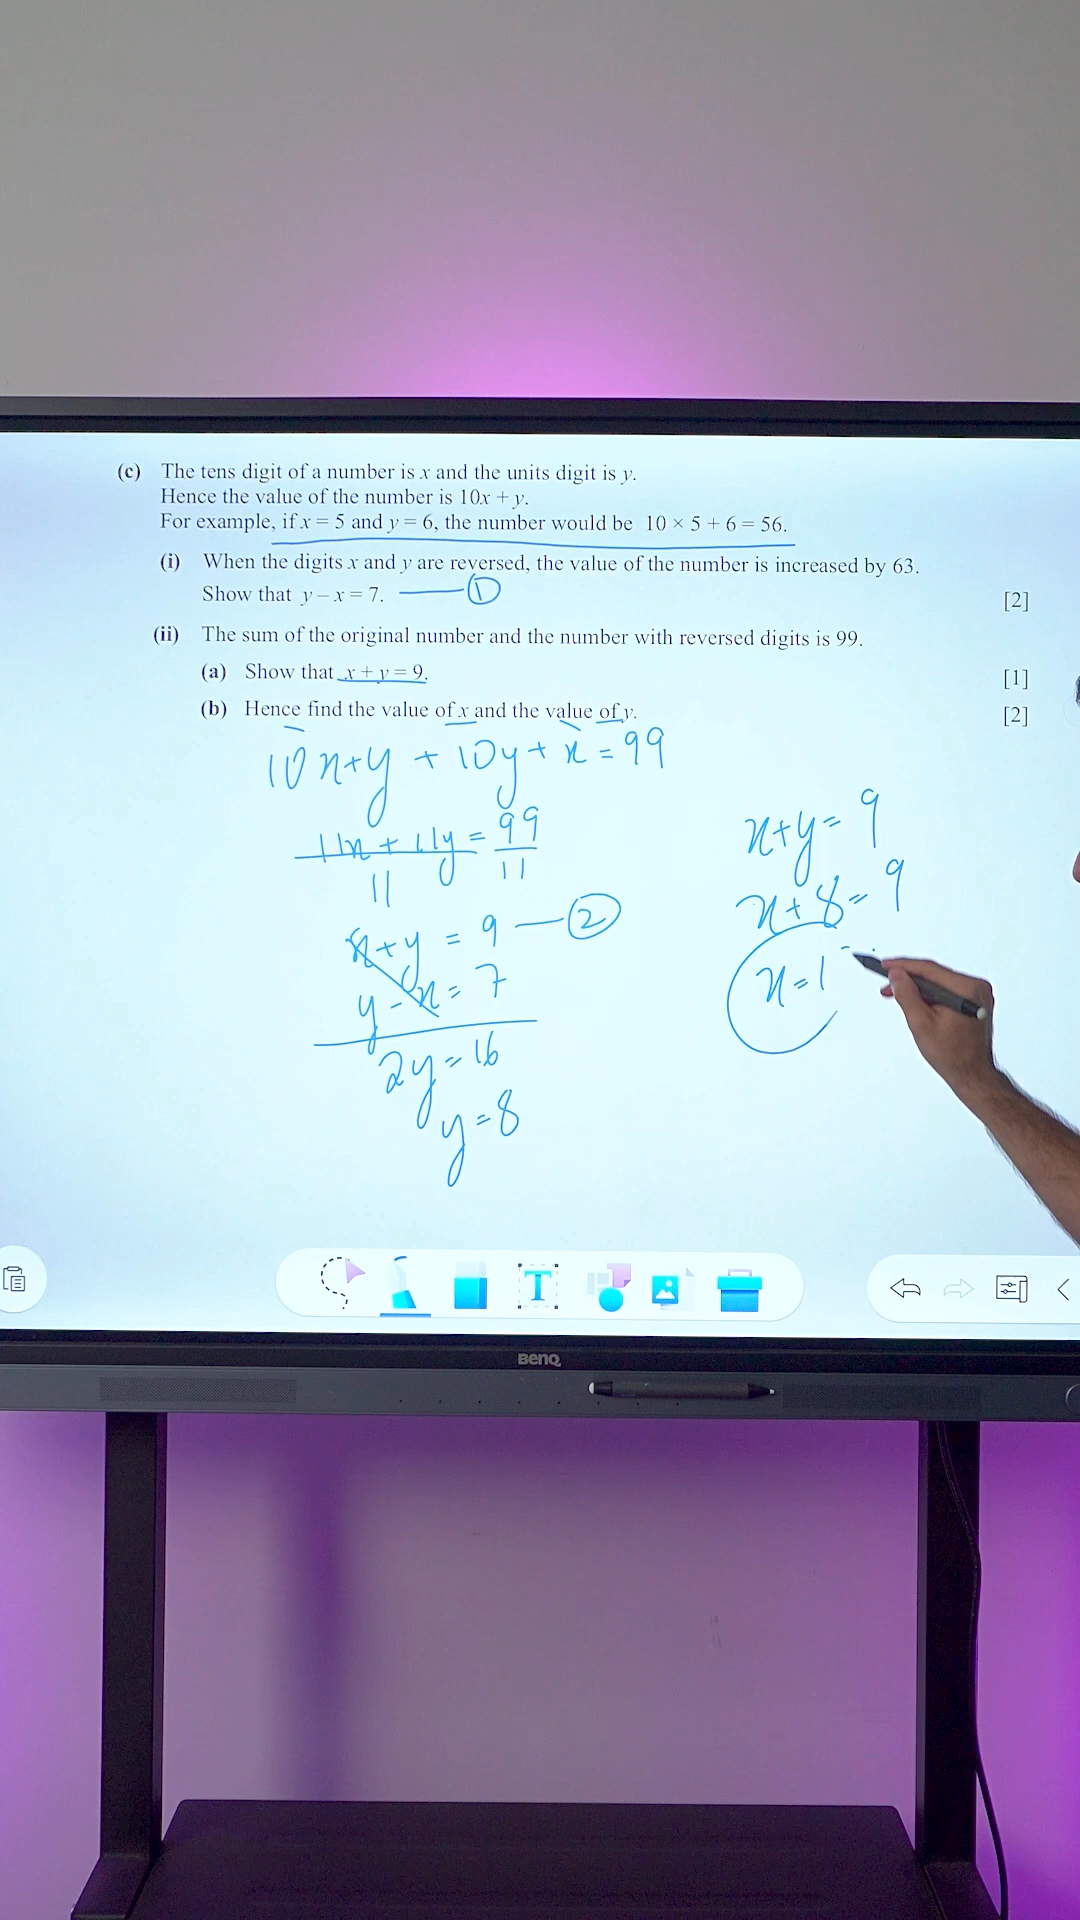 (c) The tens digit of a number is x and the units digit is y.
Hence the value of the number is 10x + y.
For example, if x = 5 and y = 6, the number would be 10 × 5 + 6 = 56.
(i) When the digits x and y are reversed, the value of the number is increased by 63.
Show that y – x = 7. ①
[2]
(ii) The sum of the original number and the number with reversed digits is 99.
(a) Show that x + y = 9.
[1]
(b) Hence find the value of x and the value of y.
[2]
10x+y + 10y + x = 99
11x + 11y = 99
11 11
x+y = 9 — ②
y - x = 7
2y = 16
y = 8
x+y = 9
x + 8 = 9
x = 1
T
BenQ